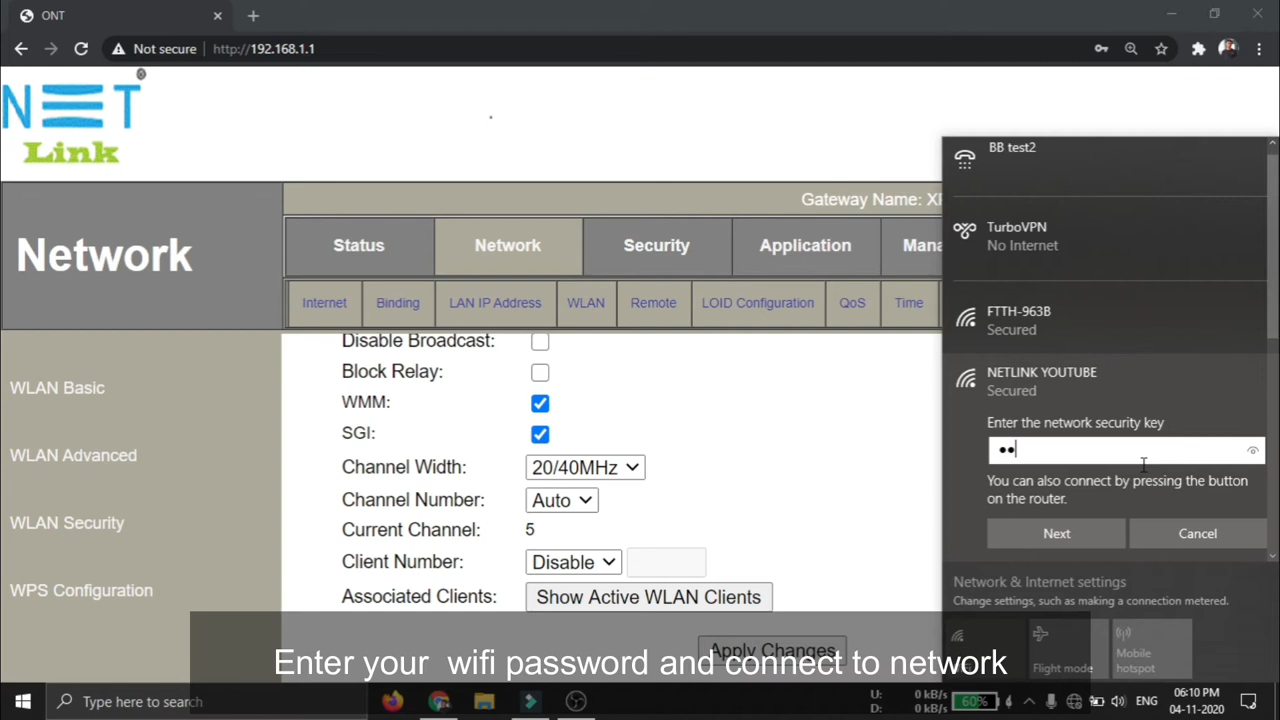 ONT
Not secure | http://192.168.1.1
NET
Link
BB test2
Gateway Name: XP
TurboVPN
No Internet
Network
Status
Network
Security
Application
Internet
Binding
LAN IP Address
WLAN
Remote
LOID Configuration
QoS
Time
FTTH-963B
Secured
WLAN Basic
WLAN Advanced
WLAN Security
WPS Configuration
Disable Broadcast:
Block Relay:
WMM:
SGI:
Channel Width: 20/40MHz
Channel Number: Auto
Current Channel: 5
Client Number: Disable
Associated Clients: Show Active WLAN Clients
Apply Changes
NETLINK YOUTUBE
Secured
Enter the network security key
You can also connect by pressing the button
on the router.
Next
Cancel
Network & Internet settings
Change settings, such as making a connection metered.
Flight mode
Mobile
hotspot
Enter your wifi password and connect to network
Type here to search
U: 0 kB/s
D: 0 kB/s
60%
ENG
06:10 PM
04-11-2020